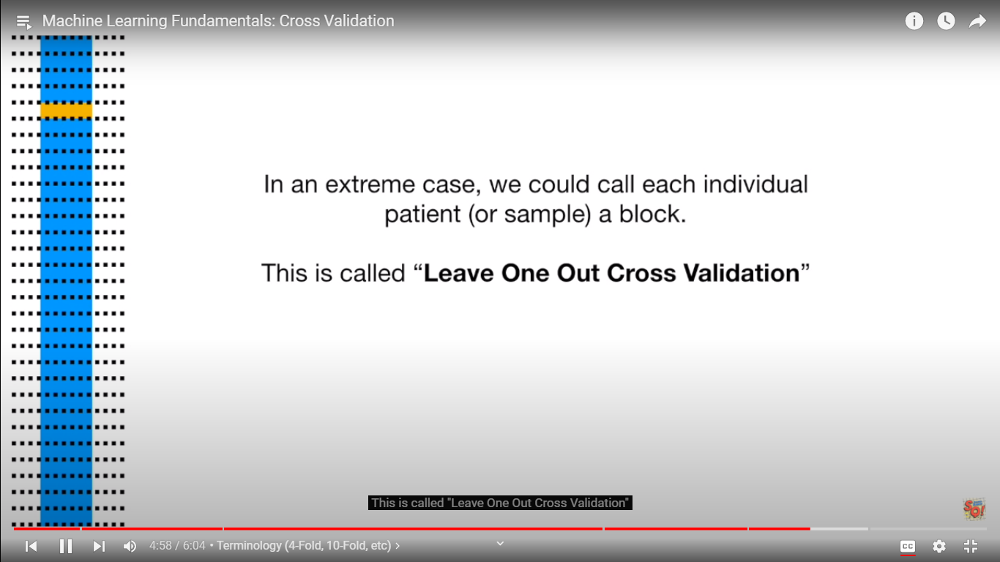 Machine Learning Fundamentals: Cross Validation
In an extreme case, we could call each individual
patient (or sample) a block.
This is called “Leave One Out Cross Validation”
This is called "Leave One Out Cross Validation"
SQ!
4:58 / 6:04 • Terminology (4-Fold, 10-Fold, etc) >
CC